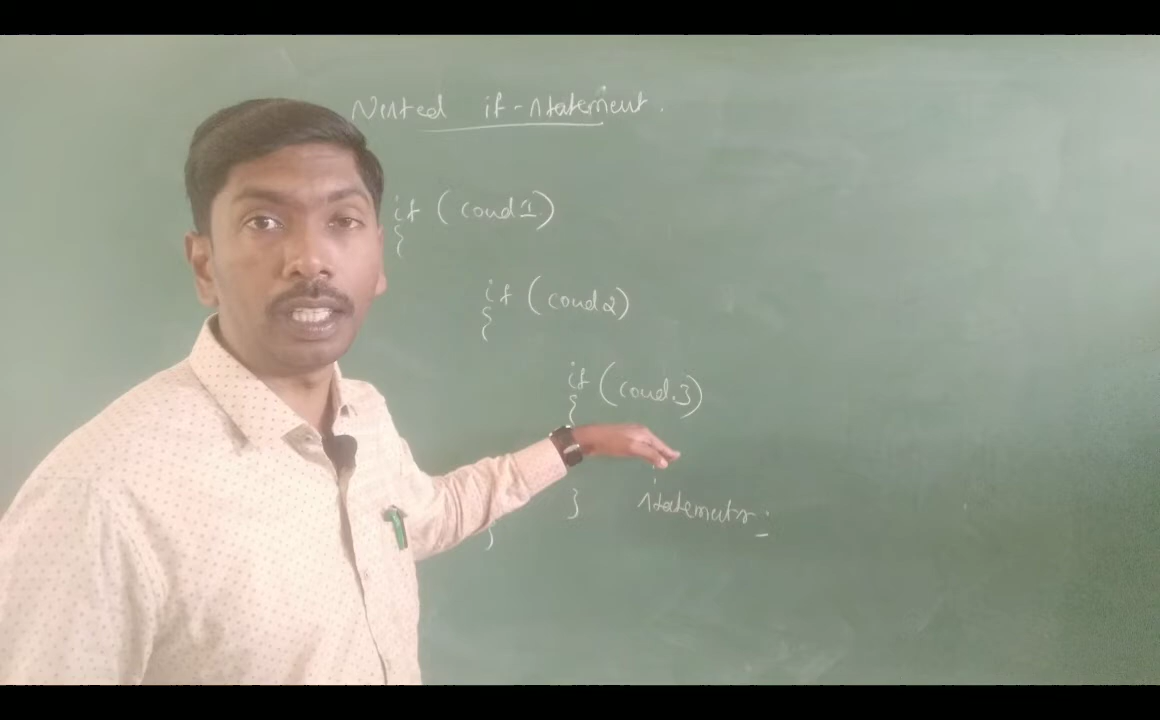 Nested if-statement.
if (cond1)
{
if (cond2)
{
if (cond.3)
{
} statements;
}